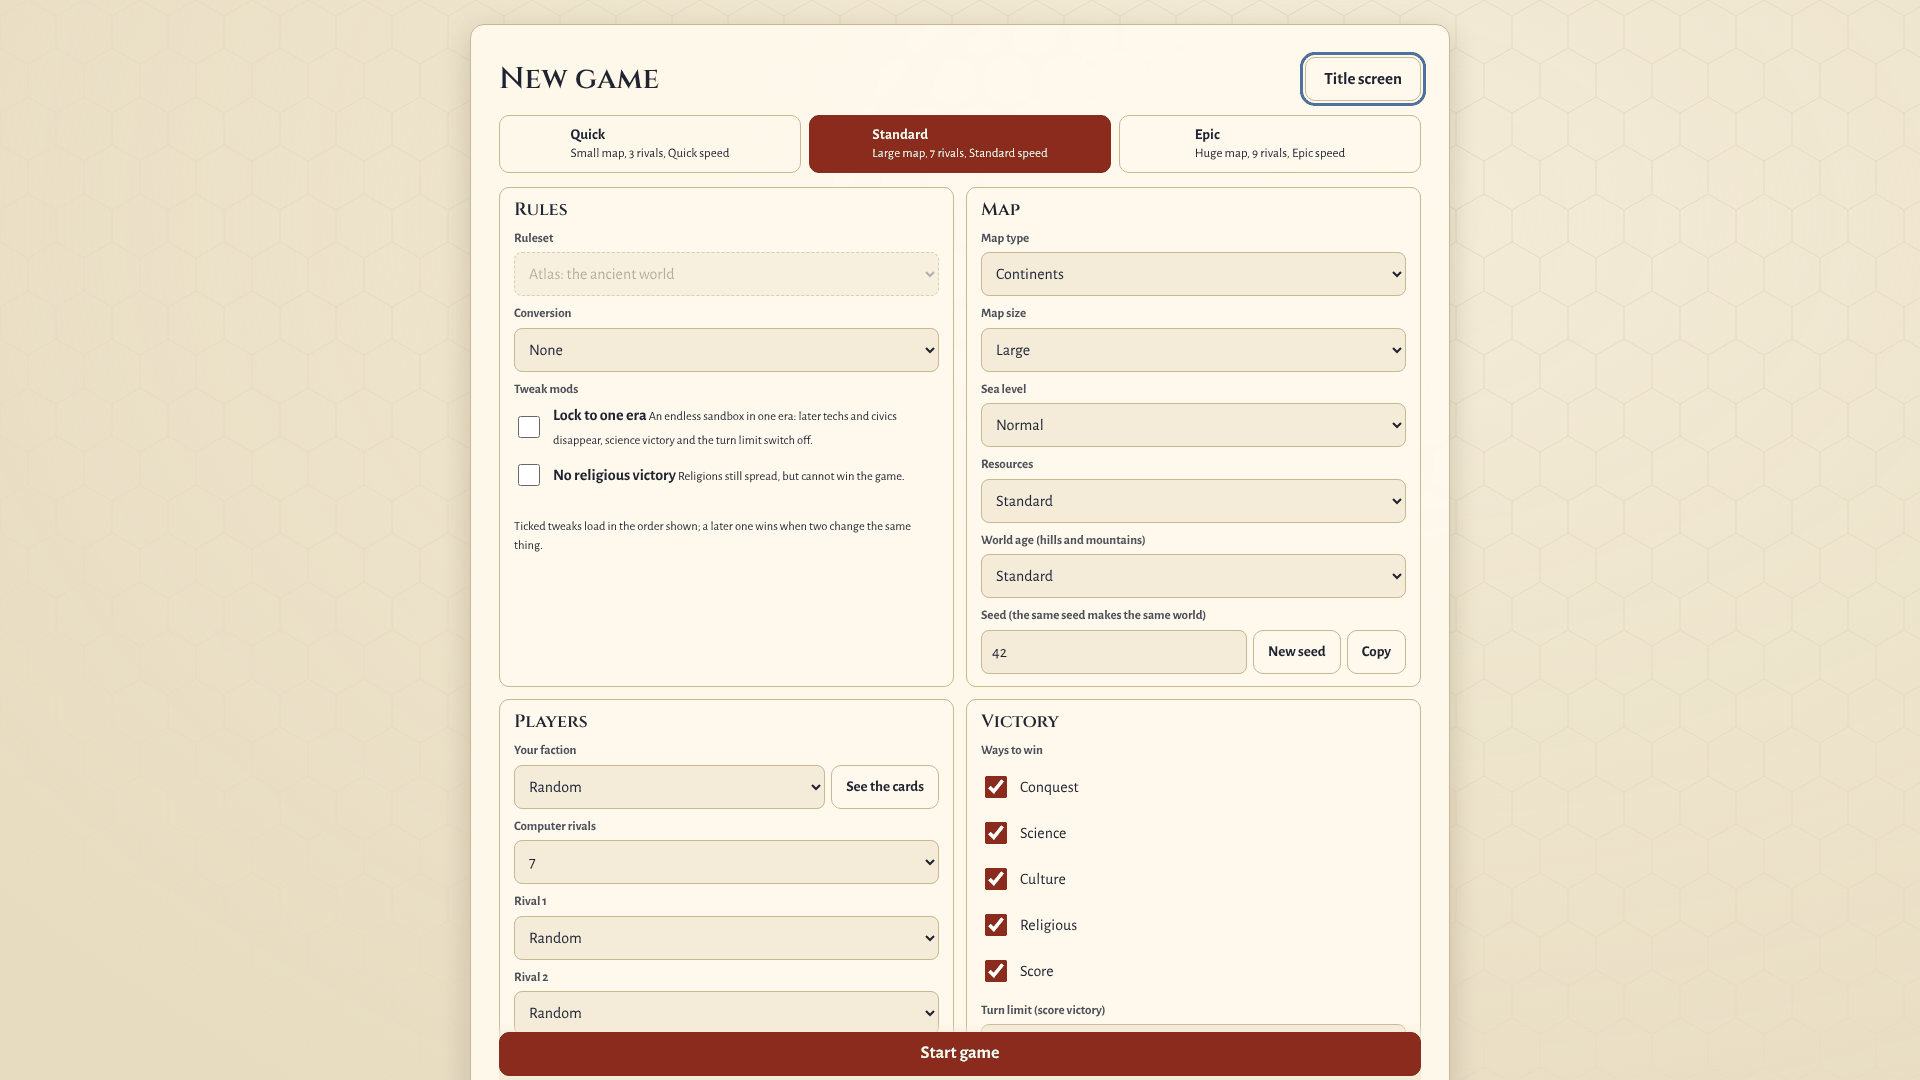 New game
Title screen
Quick
Small map, 3 rivals, Quick speed
Standard
Large map, 7 rivals, Standard speed
Epic
Huge map, 9 rivals, Epic speed
Rules
Ruleset
Atlas: the ancient world
Conversion
None
Tweak mods
Lock to one era An endless sandbox in one era: later techs and civics
disappear, science victory and the turn limit switch off.
No religious victory Religions still spread, but cannot win the game.
Ticked tweaks load in the order shown; a later one wins when two change the same
thing.
Map
Map type
Continents
Map size
Large
Sea level
Normal
Resources
Standard
World age (hills and mountains)
Standard
Seed (the same seed makes the same world)
42
New seed
Copy
Players
Your faction
Random
See the cards
Computer rivals
7
Rival 1
Random
Rival 2
Random
Victory
Ways to win
Conquest
Science
Culture
Religious
Score
Turn limit (score victory)
Start game